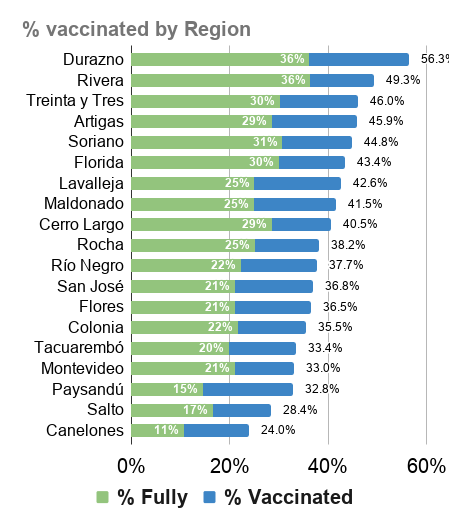 % vaccinated by Region
Durazno 36% 56.3%
Rivera 36% 49.3%
Treinta y Tres 30% 46.0%
Artigas 29% 45.9%
Soriano 31% 44.8%
Florida 30% 43.4%
Lavalleja 25% 42.6%
Maldonado 25% 41.5%
Cerro Largo 29% 40.5%
Rocha 25% 38.2%
Río Negro 22% 37.7%
San José 21% 36.8%
Flores 21% 36.5%
Colonia 22% 35.5%
Tacuarembó 20% 33.4%
Montevideo 21% 33.0%
Paysandú 15% 32.8%
Salto 17% 28.4%
Canelones 11% 24.0%
0% 20% 40% 60%
% Fully % Vaccinated